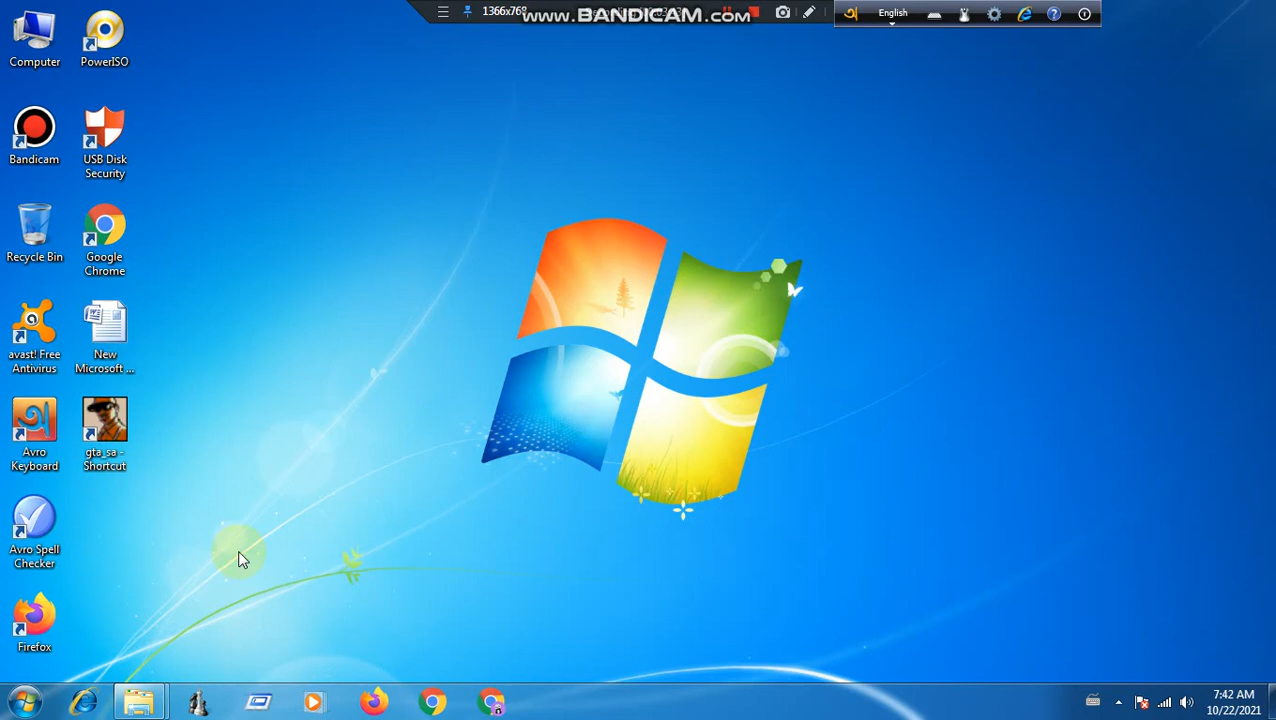 1366x768
www.BANDICAM.com
English
Computer
PowerISO
Bandicam
USB Disk
Security
Recycle Bin
Google
Chrome
avast! Free
Antivirus
New
Microsoft ...
Avro
Keyboard
gta_sa -
Shortcut
Avro Spell
Checker
Firefox
7:42 AM
10/22/2021